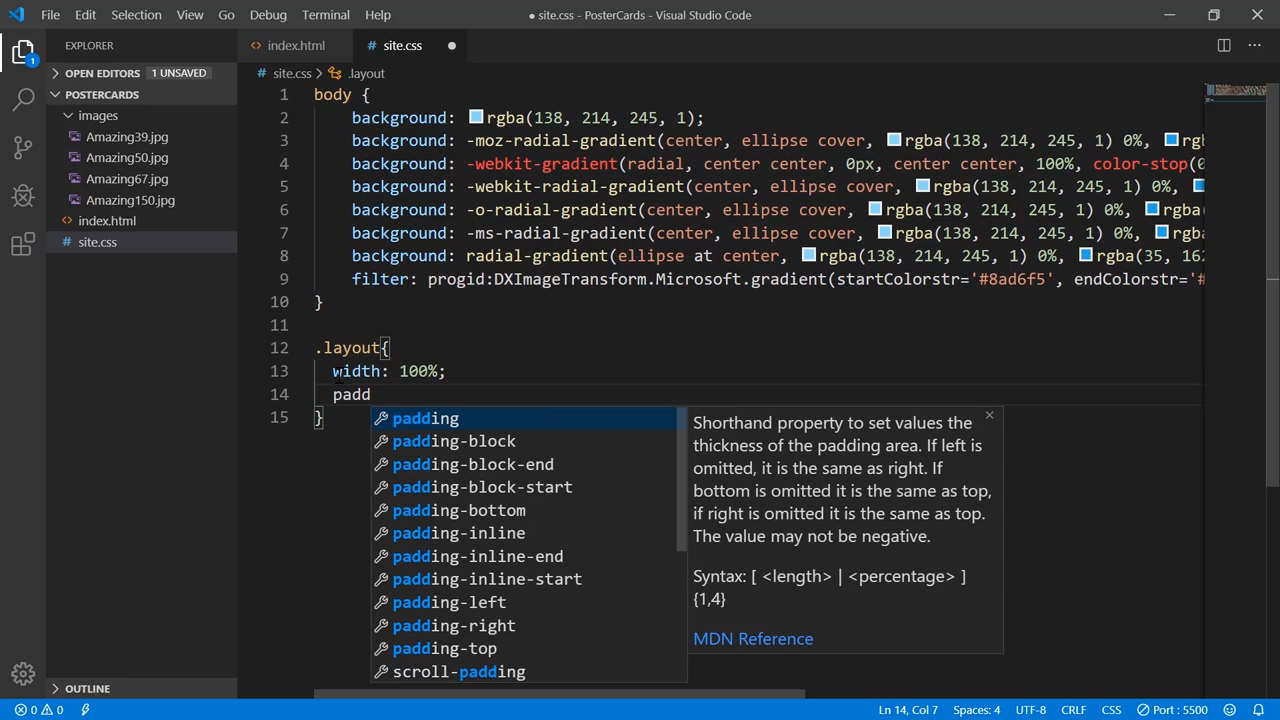 File Edit Selection View Go Debug Terminal Help
● site.css - PosterCards - Visual Studio Code
EXPLORER
index.html
site.css
OPEN EDITORS 1 UNSAVED
POSTERCARDS
images
Amazing39.jpg
Amazing50.jpg
Amazing67.jpg
Amazing150.jpg
index.html
site.css
OUTLINE
1
site.css > .layout
1 body {
2 background: rgba(138, 214, 245, 1);
3 background: -moz-radial-gradient(center, ellipse cover, rgba(138, 214, 245, 1) 0%, rg
4 background: -webkit-gradient(radial, center center, 0px, center center, 100%, color-stop(0
5 background: -webkit-radial-gradient(center, ellipse cover, rgba(138, 214, 245, 1) 0%,
6 background: -o-radial-gradient(center, ellipse cover, rgba(138, 214, 245, 1) 0%, rgba
7 background: -ms-radial-gradient(center, ellipse cover, rgba(138, 214, 245, 1) 0%, rgb
8 background: radial-gradient(ellipse at center, rgba(138, 214, 245, 1) 0%, rgba(35, 162
9 filter: progid:DXImageTransform.Microsoft.gradient(startColorstr='#8ad6f5', endColorstr='#
10 }
11
12 .layout{
13 width: 100%;
14 padd
15 }
padding
padding-block
padding-block-end
padding-block-start
padding-bottom
padding-inline
padding-inline-end
padding-inline-start
padding-left
padding-right
padding-top
scroll-padding
Shorthand property to set values the
thickness of the padding area. If left is
omitted, it is the same as right. If
bottom is omitted it is the same as top,
if right is omitted it is the same as top.
The value may not be negative.
Syntax: [ <length> | <percentage> ]
{1,4}
MDN Reference
0 0 Ln 14, Col 7 Spaces: 4 UTF-8 CRLF CSS Port : 5500